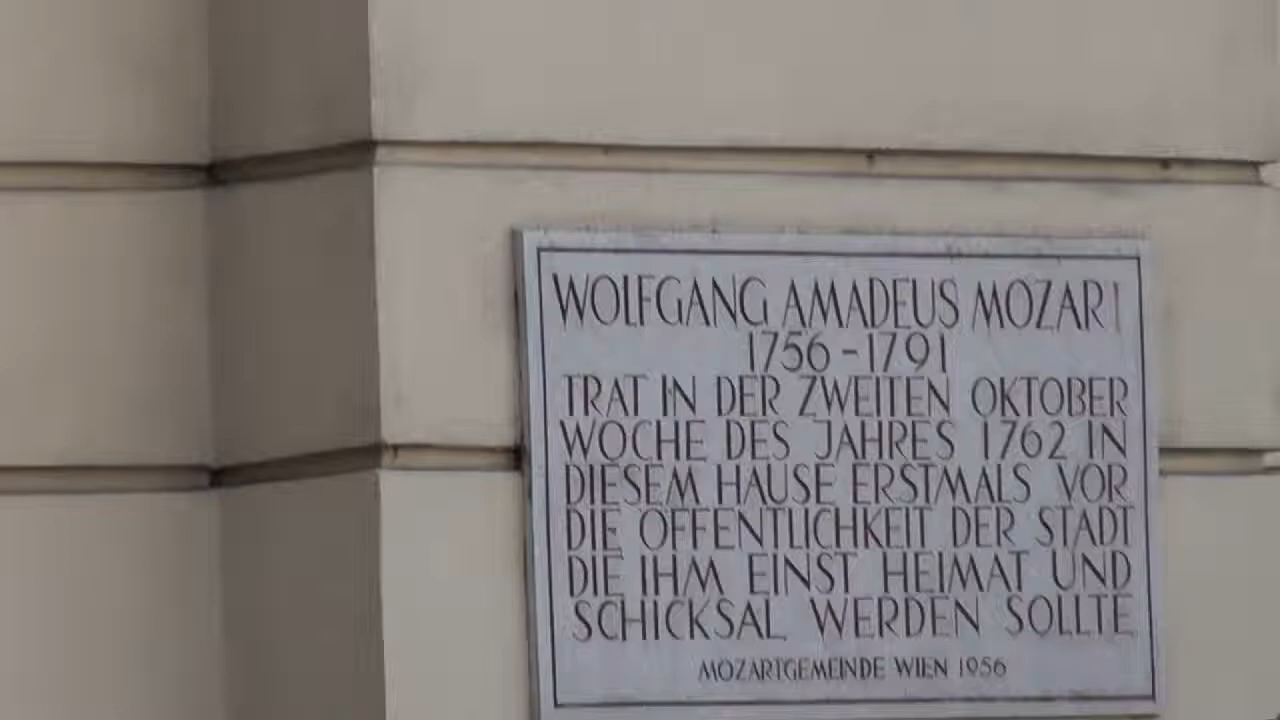 WOLFGANG AMADEUS MOZART
1756-1791
TRAT IN DER ZWEITEN OKTOBER
WOCHE DES JAHRES 1762 IN
DIESEM HAUSE ERSTMALS VOR
DIE ÖFFENTLICHKEIT DER STADT
DIE IHM EINST HEIMAT UND
SCHICKSAL WERDEN SOLLTE
MOZARTGEMEINDE WIEN 1956